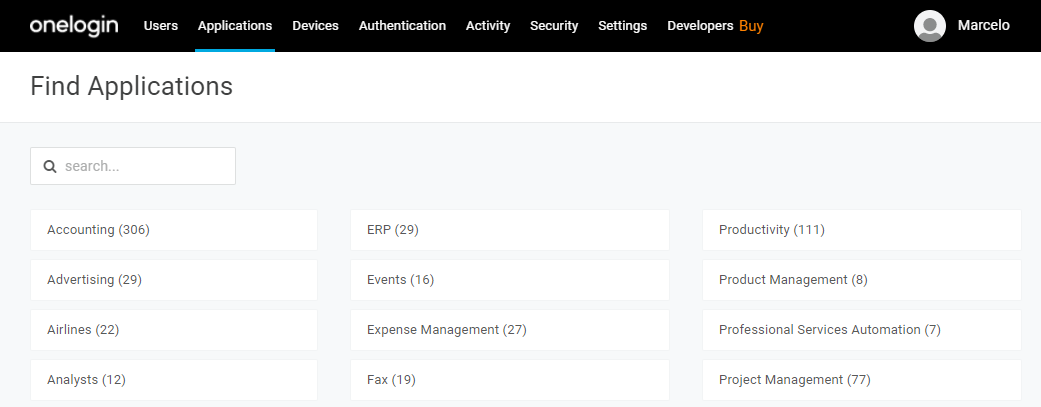 onelogin Users Applications Devices Authentication Activity Security Settings Developers Buy Marcelo
Find Applications
search...
Accounting (306) ERP (29) Productivity (111)
Advertising (29) Events (16) Product Management (8)
Airlines (22) Expense Management (27) Professional Services Automation (7)
Analysts (12) Fax (19) Project Management (77)